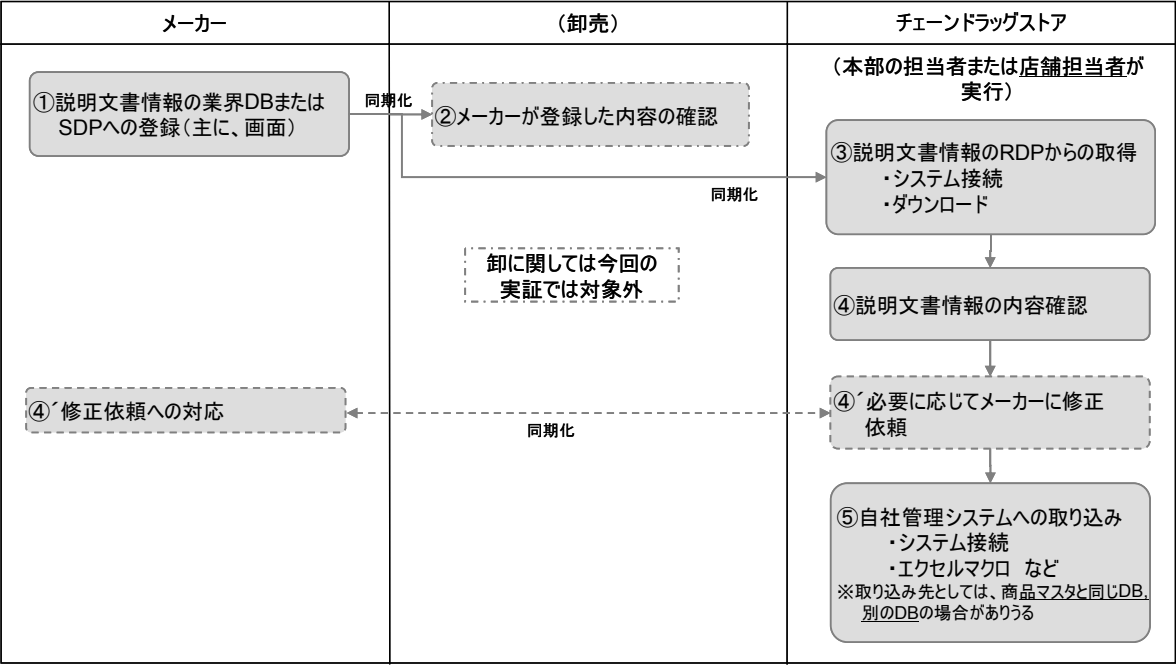 メーカー
(卸売)
チェーンドラッグストア
(本部の担当者または店舗担当者が
実行)
①説明文書情報の業界DBまたは
SDPへの登録(主に、画面)
同期化
②メーカーが登録した内容の確認
③説明文書情報のRDPからの取得
・システム接続
・ダウンロード
同期化
卸に関しては今回の
実証では対象外
④説明文書情報の内容確認
④´修正依頼への対応
同期化
④´必要に応じてメーカーに修正
依頼
⑤自社管理システムへの取り込み
・システム接続
・エクセルマクロ など
※取り込み先としては、商品マスタと同じDB,
別のDBの場合がありうる